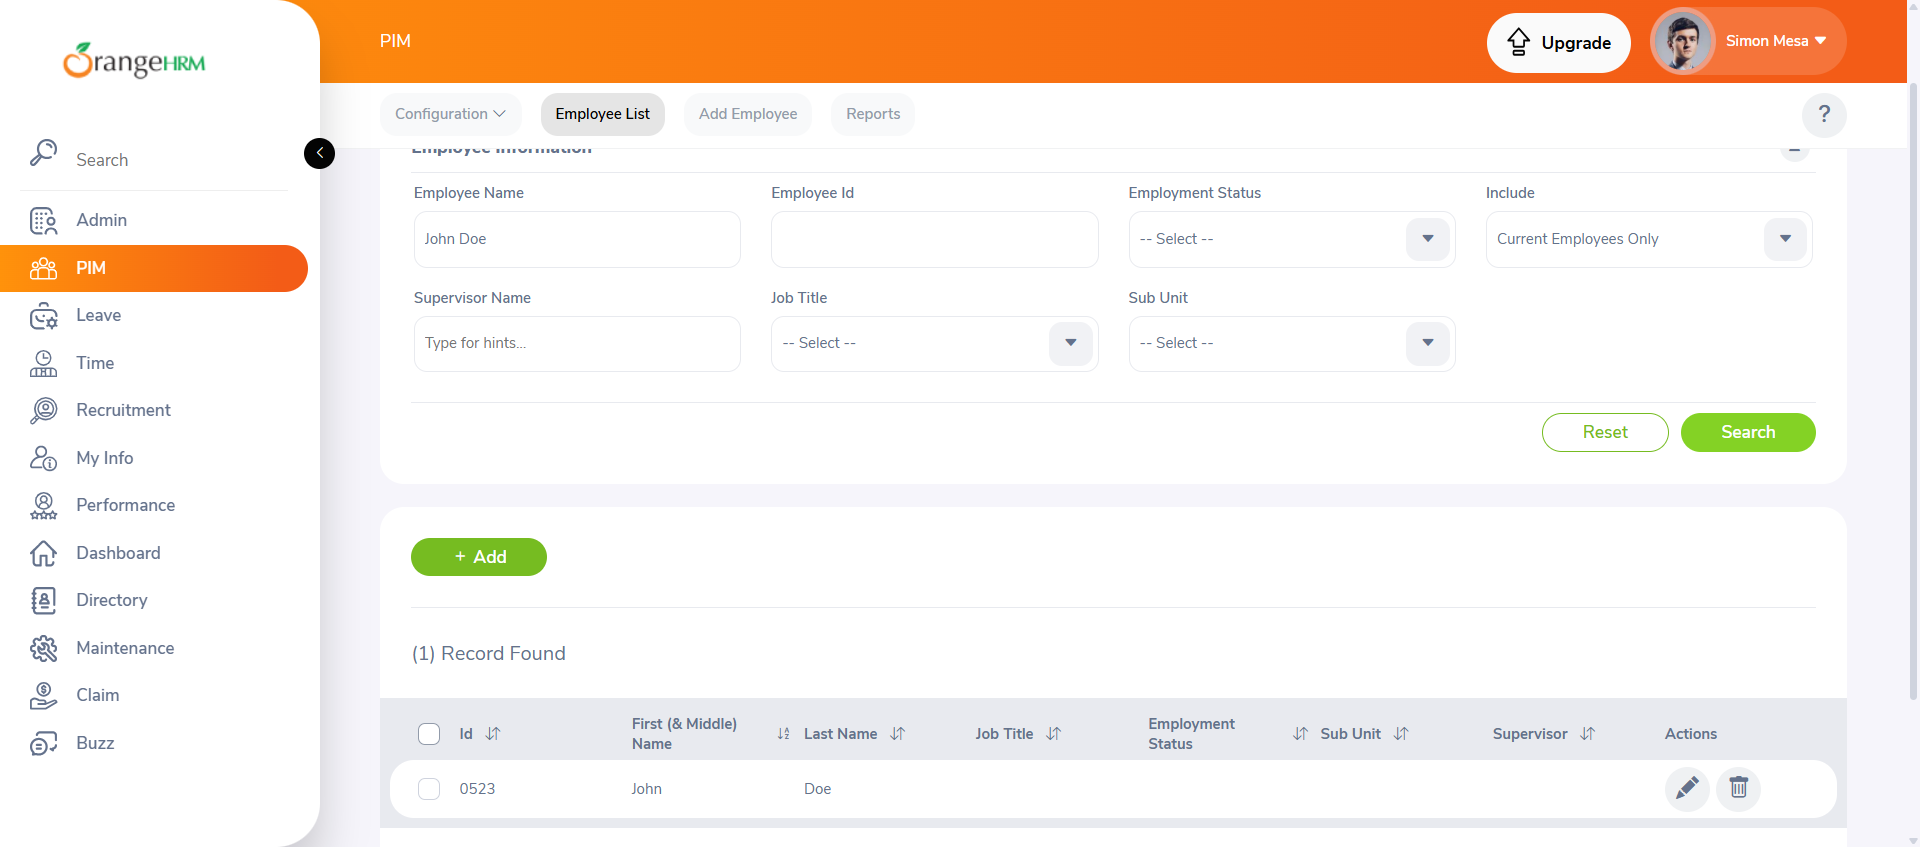 OrangeHRM
PIM
Upgrade
Simon Mesa
Configuration
Employee List
Add Employee
Reports
?
Search
Admin
PIM
Leave
Time
Recruitment
My Info
Performance
Dashboard
Directory
Maintenance
Claim
Buzz
Employee Information
Employee Name
Employee Id
Employment Status
Include
John Doe
-- Select --
Current Employees Only
Supervisor Name
Job Title
Sub Unit
Type for hints...
-- Select --
-- Select --
Reset
Search
+ Add
(1) Record Found
Id
First (& Middle)
Name
Last Name
Job Title
Employment
Status
Sub Unit
Supervisor
Actions
0523
John
Doe